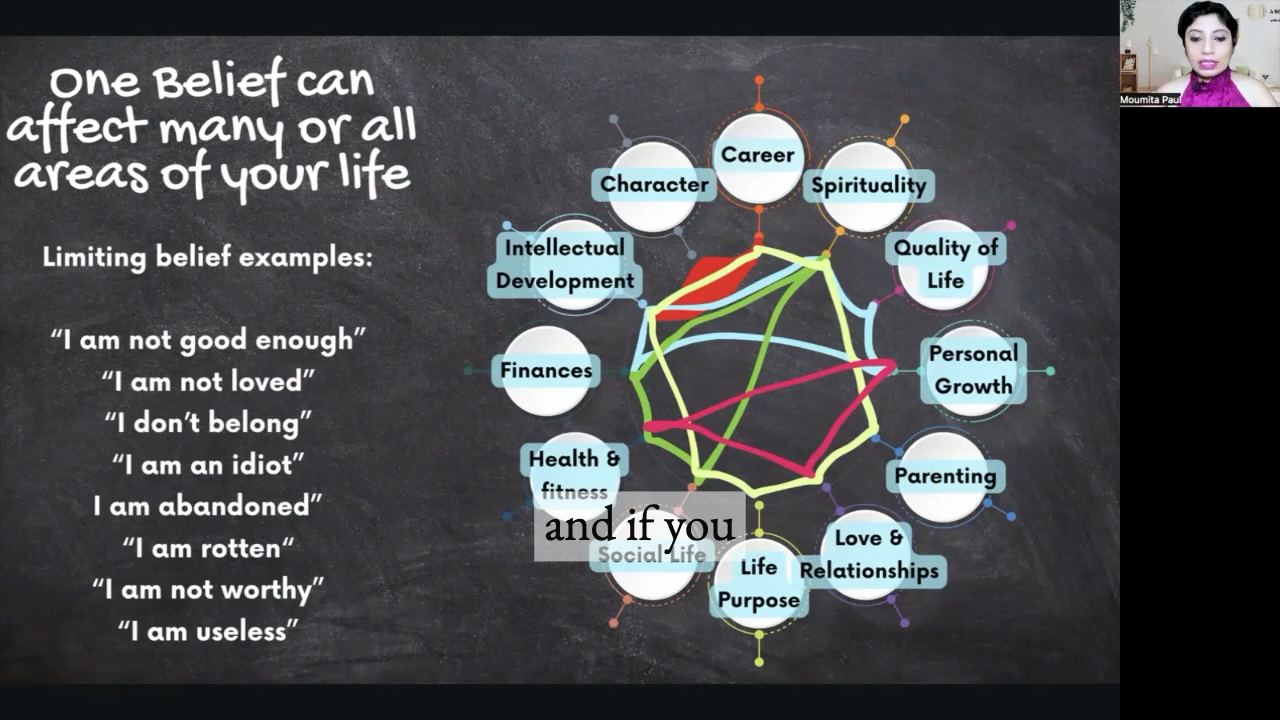 One Belief can
affect many or all
areas of your life
Limiting belief examples:
“I am not good enough”
“I am not loved”
“I don’t belong”
“I am an idiot”
I am abandoned”
“I am rotten“
“I am not worthy”
“I am useless”
Career
Character
Spirituality
Intellectual
Development
Quality of
Life
Finances
Personal
Growth
Health &
fitness
Parenting
Social Life
Love &
Relationships
Life
Purpose
and if you
Moumita Paul